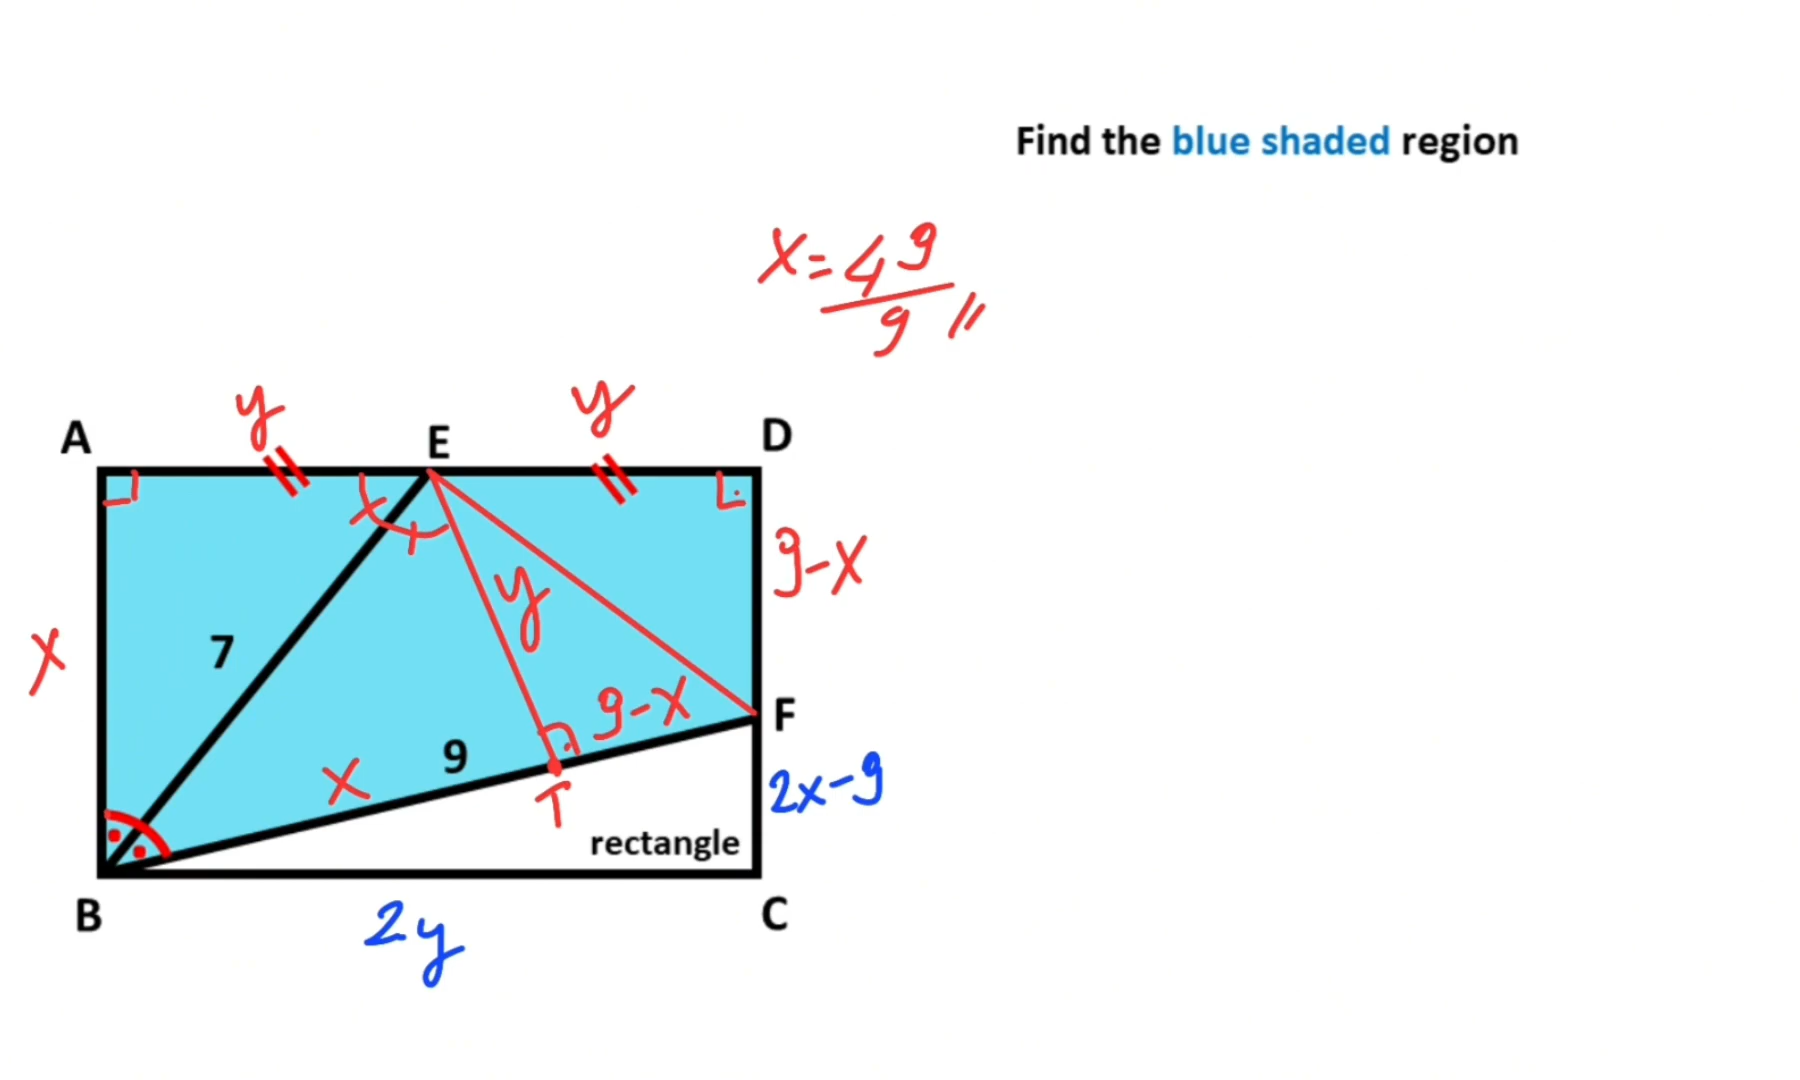 Find the blue shaded region
x = 49
9 //
y
y
A
E
D
9-x
y
x
7
9-x
F
9
x
2x-9
T
rectangle
B
2y
C